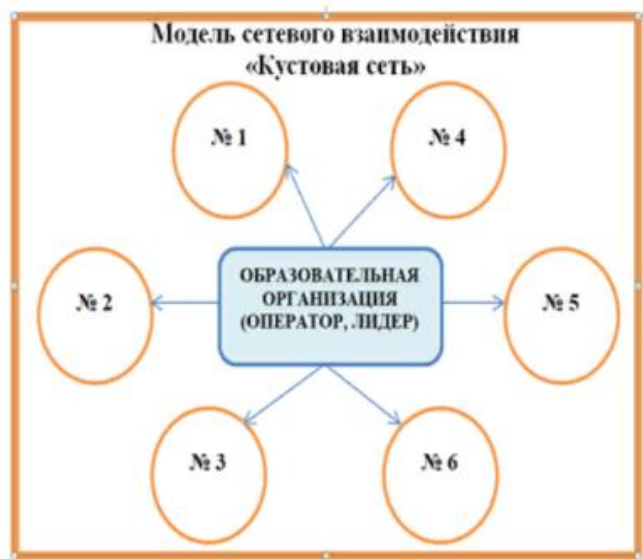 Модель сетевого взаимодействия
«Кустовая сеть»
№ 1
№ 4
ОБРАЗОВАТЕЛЬНАЯ
ОРГАНИЗАЦИЯ
(ОПЕРАТОР, ЛИДЕР)
№ 2
№ 5
№ 3
№ 6